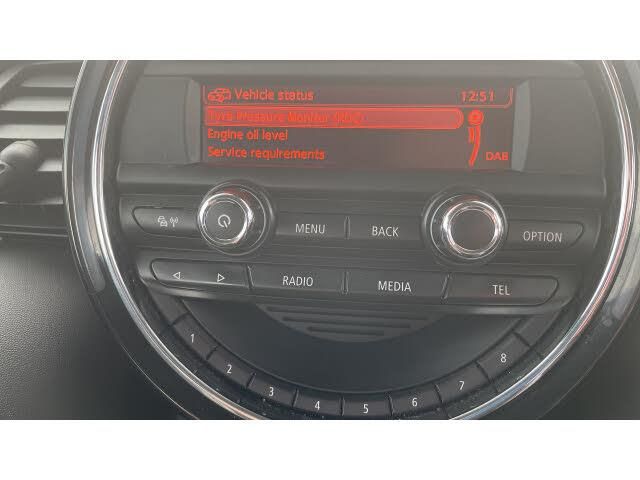 Vehicle status 12:51
Tyre Pressure Monitor (RDC)
Engine oil level
Service requirements DAB
MENU BACK OPTION
RADIO MEDIA TEL
1 2 3 4 5 6 7 8